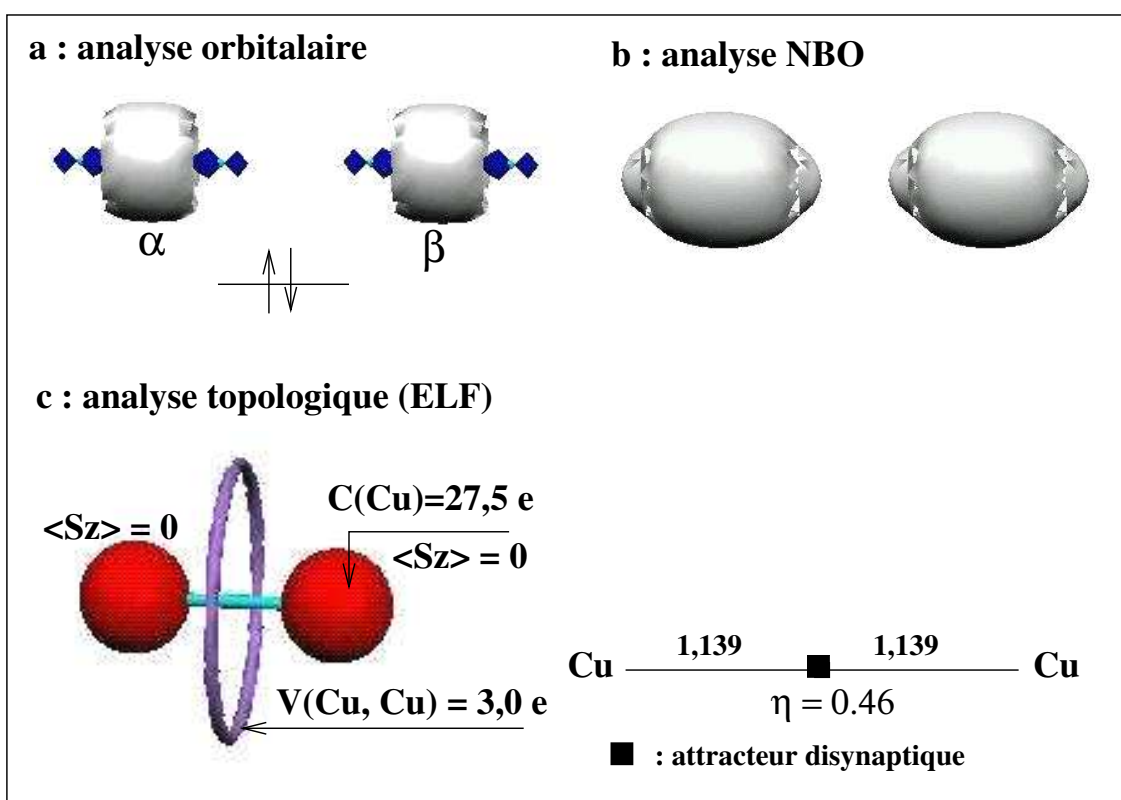 a : analyse orbitalaire
b : analyse NBO
α
β
c : analyse topologique (ELF)
C(Cu)=27,5 e
<Sz> = 0
<Sz> = 0
V(Cu, Cu) = 3,0 e
Cu
1,139
1,139
Cu
η = 0.46
: attracteur disynaptique